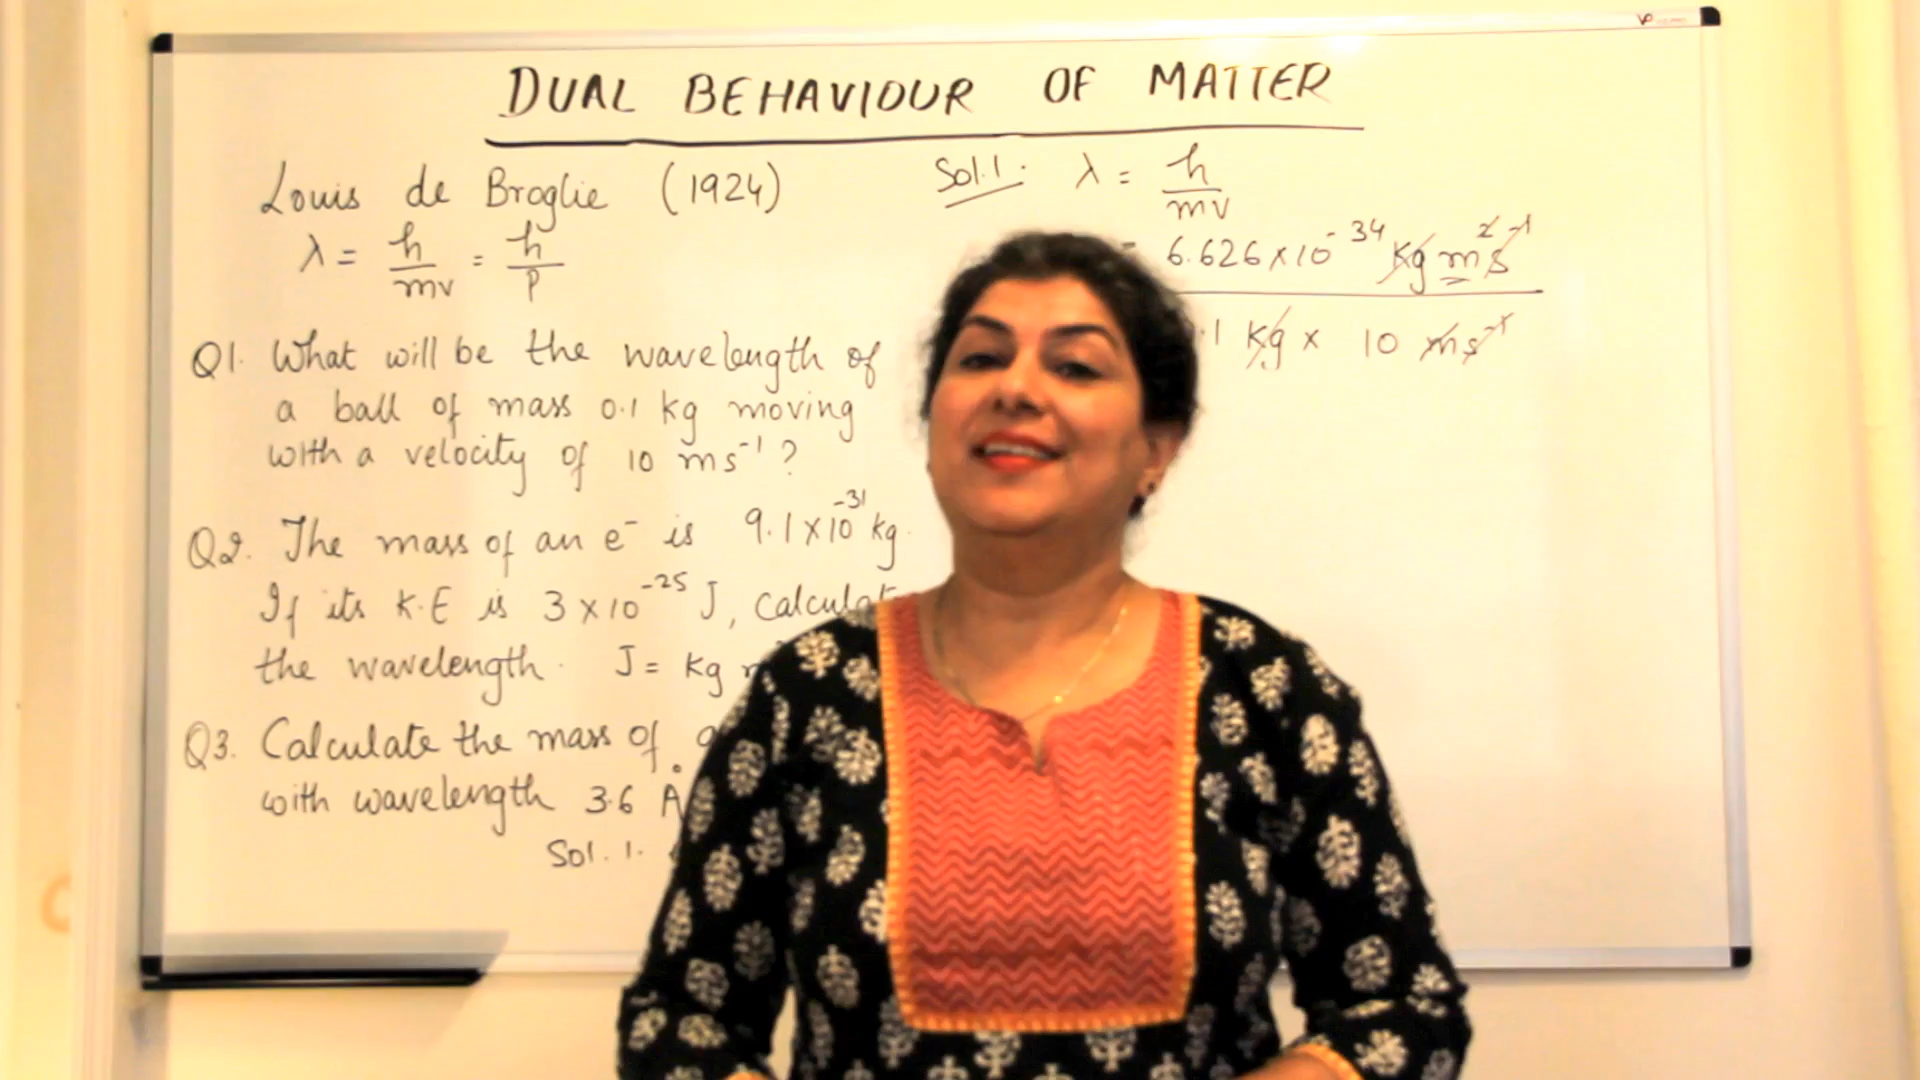 DUAL BEHAVIOUR OF MATTER
Louis de Broglie (1924)
λ = h/mv = h/p
Q1. What will be the wavelength of
a ball of mass 0.1 kg moving
with a velocity of 10 ms⁻¹?
Q2. The mass of an e⁻ is 9.1×10⁻³¹ kg.
If its K.E is 3×10⁻²⁵ J,
the wavelength. J = kg
Q3. Calculate the mass of
with wavelength 3.6 Å
Sol. 1.
Sol.1. λ = h/mv
6.626×10⁻³⁴ kg m² s⁻¹
.1 kg × 10 ms⁻¹